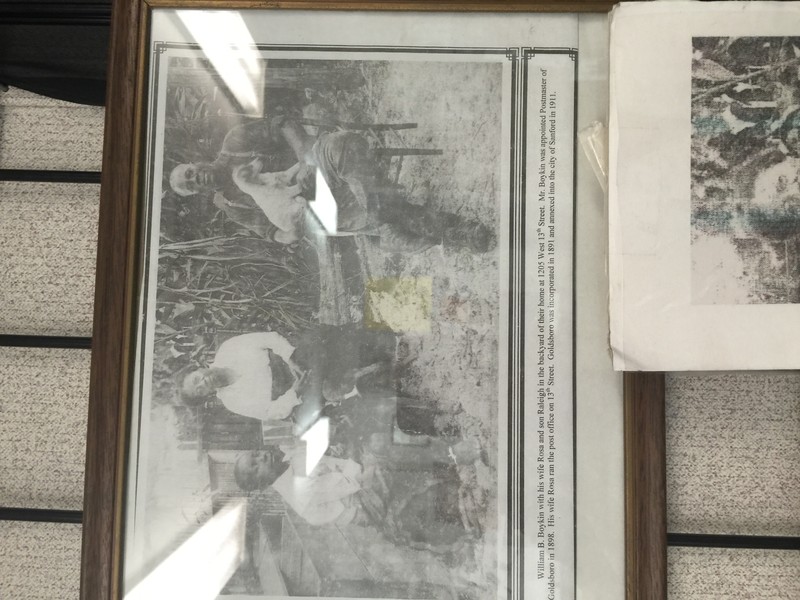 William B. Boykin with his wife Rosa and son Raleigh in the backyard of their home at 1205 West 13th Street. Mr. Boykin was appointed Postmaster of
Goldsboro in 1898. His wife Rosa ran the post office on 13th Street. Goldsboro was incorporated in 1891 and annexed into the city of Sanford in 1911.